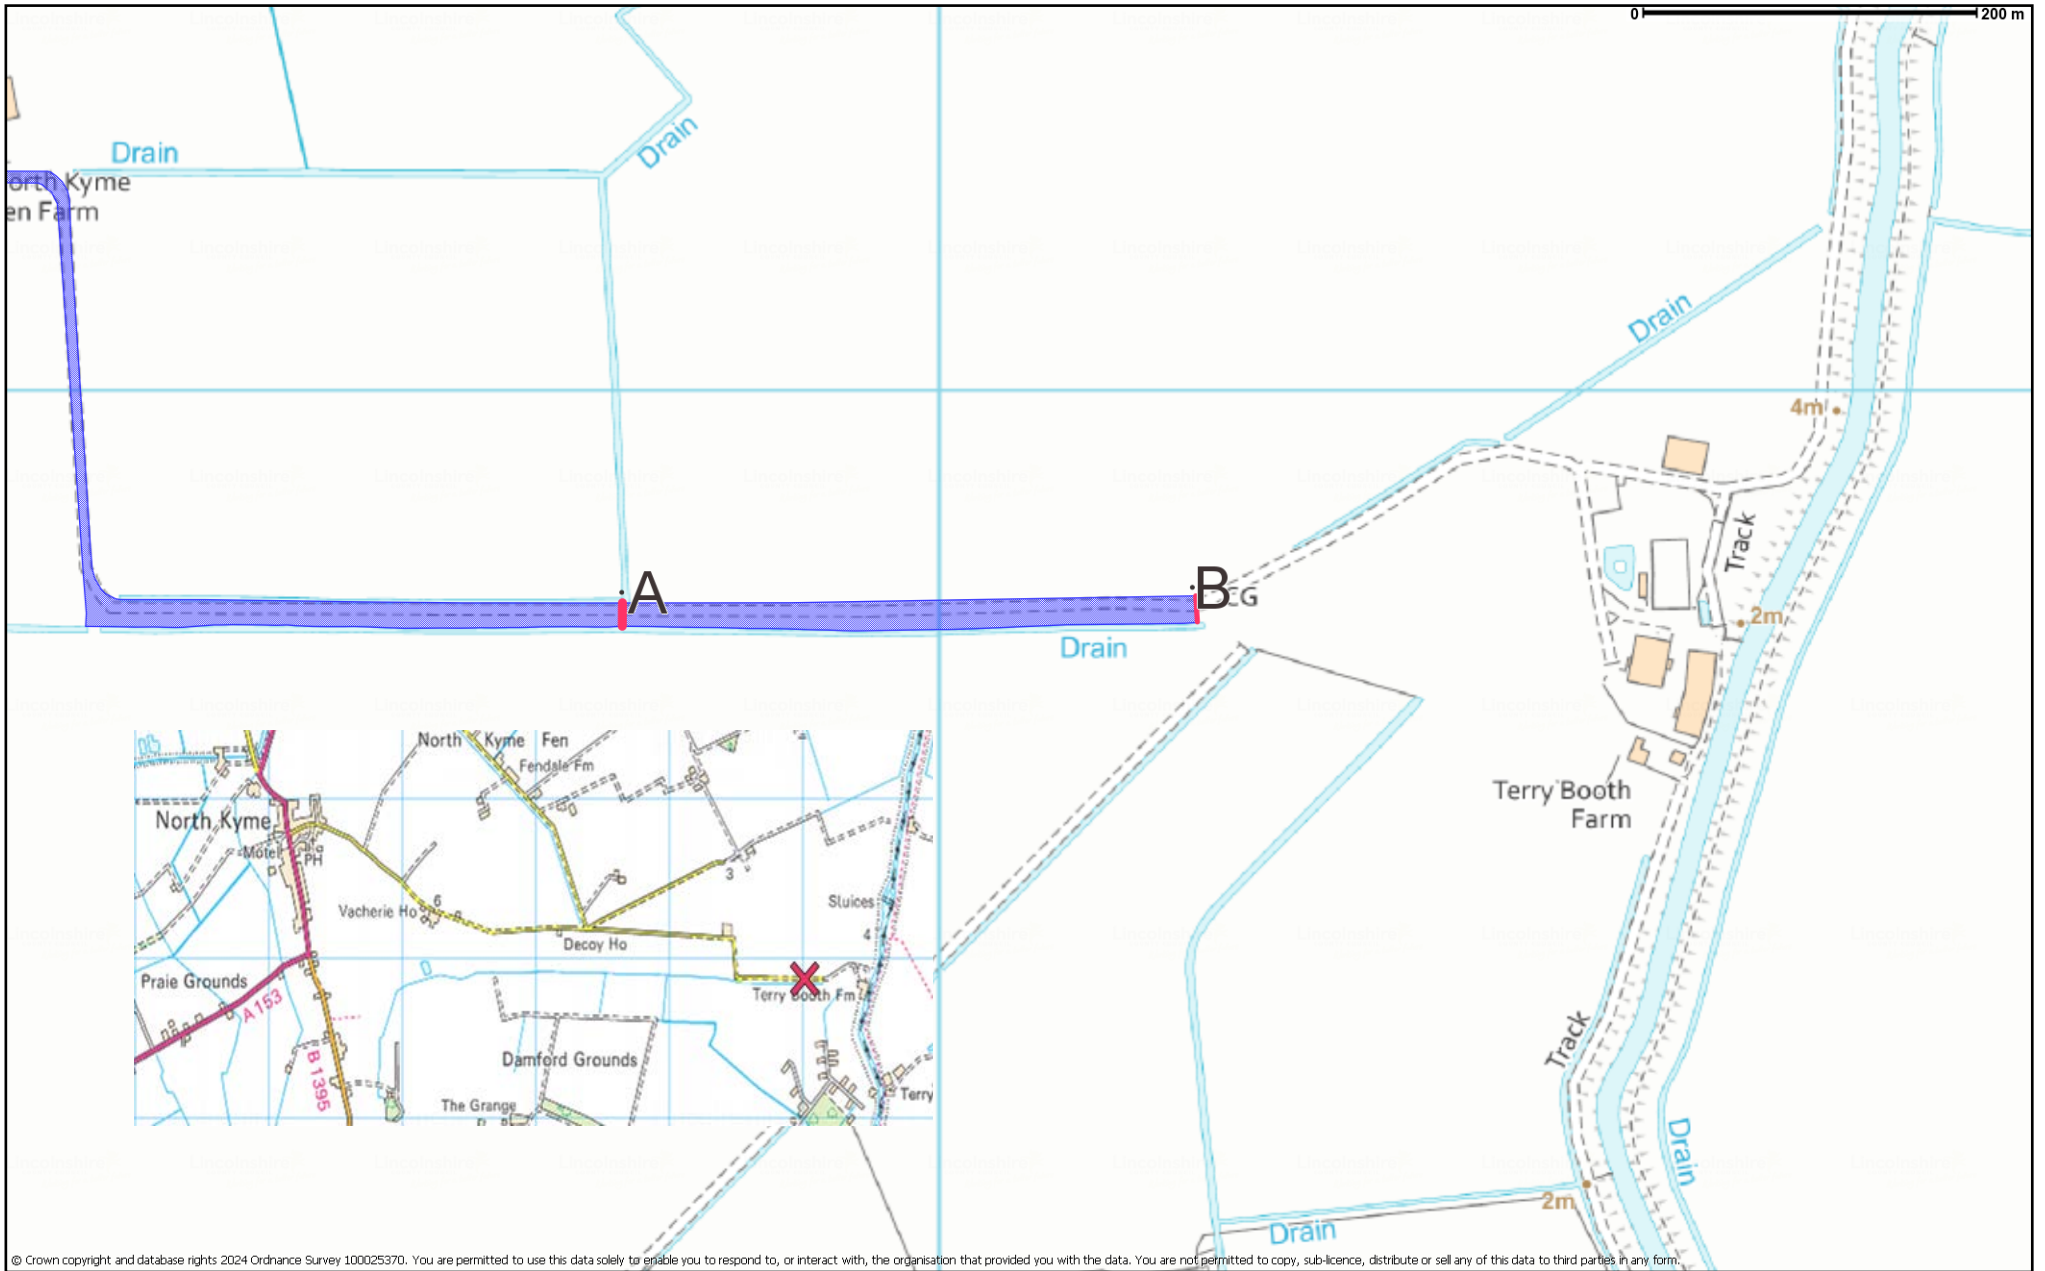 0
200 m
Drain
Drain
orth Kyme
en Farm
Drain
4m
Track
A
B
CG
2m
Drain
Terry Booth
Farm
North Kyme Fen
Fendale Fm
North Kyme
Motel
PH
3
Vacherie Ho
6
Sluices
Decoy Ho
4
Praie Grounds
A 153
Terry Booth Fm
B 1395
Damford Grounds
The Grange
Terry
Track
Drain
2m
Drain
© Crown copyright and database rights 2024 Ordnance Survey 100025370. You are permitted to use this data solely to enable you to respond to, or interact with, the organisation that provided you with the data. You are not permitted to copy, sub-licence, distribute or sell any of this data to third parties in any form.